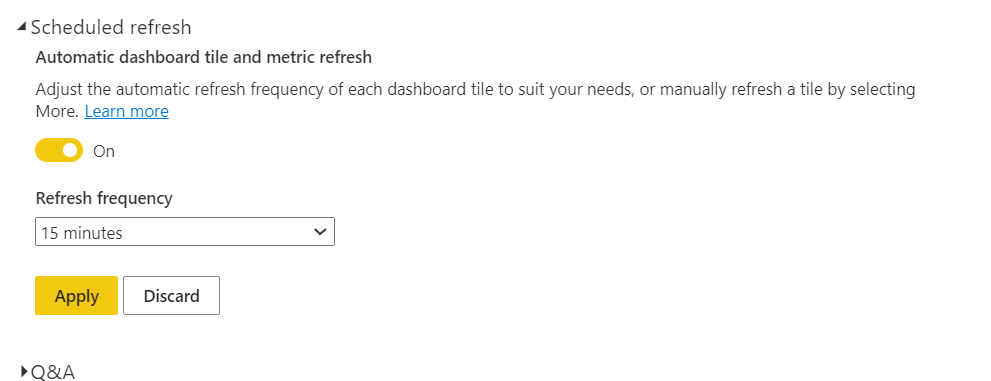 Scheduled refresh
Automatic dashboard tile and metric refresh
Adjust the automatic refresh frequency of each dashboard tile to suit your needs, or manually refresh a tile by selecting
More. Learn more
On
Refresh frequency
15 minutes
Apply Discard
Q&A